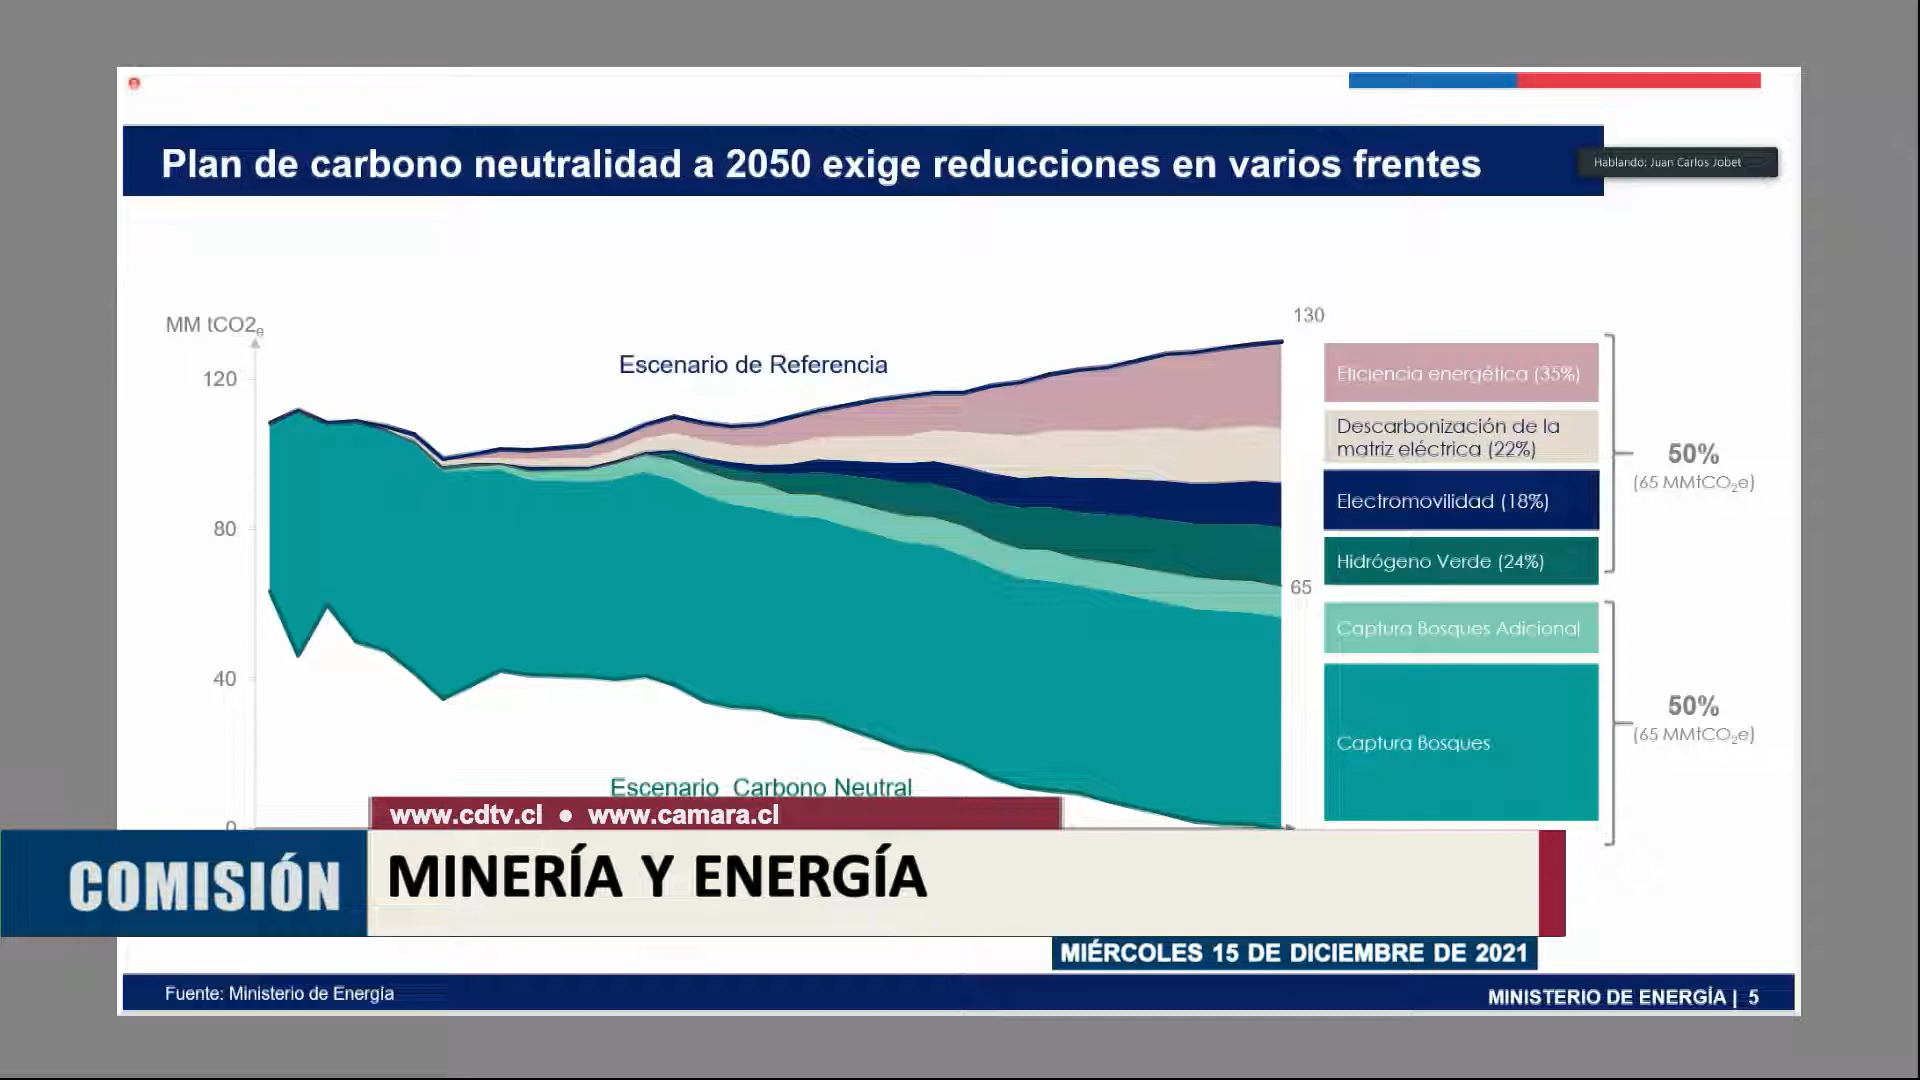 Plan de carbono neutralidad a 2050 exige reducciones en varios frentes
Hablando: Juan Carlos Jobet
MM tCO2e
130
120
80
40
0
65
Escenario de Referencia
Escenario Carbono Neutral
Eficiencia energética (35%)
Descarbonización de la
matriz eléctrica (22%)
Electromovilidad (18%)
Hidrógeno Verde (24%)
Captura Bosques Adicional
Captura Bosques
50%
(65 MMtCO₂e)
50%
(65 MMtCO₂e)
www.cdtv.cl ● www.camara.cl
COMISIÓN
MINERÍA Y ENERGÍA
MIÉRCOLES 15 DE DICIEMBRE DE 2021
Fuente: Ministerio de Energía
MINISTERIO DE ENERGÍA | 5